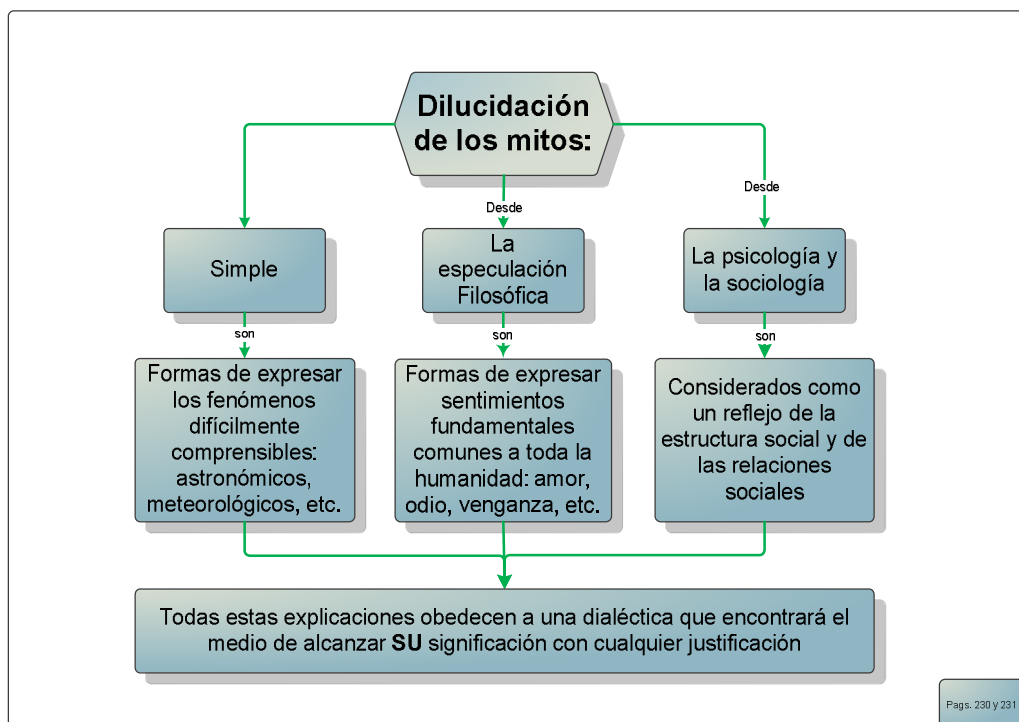 Dilucidación
de los mitos:
Desde
Desde
Simple
La
especulación
Filosófica
La psicología y
la sociología
son
son
son
Formas de expresar
los fenómenos
difícilmente
comprensibles:
astronómicos,
meteorológicos, etc.
Formas de expresar
sentimientos
fundamentales
comunes a toda la
humanidad: amor,
odio, venganza, etc.
Considerados como
un reflejo de la
estructura social y de
las relaciones
sociales
Todas estas explicaciones obedecen a una dialéctica que encontrará el
medio de alcanzar SU significación con cualquier justificación
Pags. 230 y 231